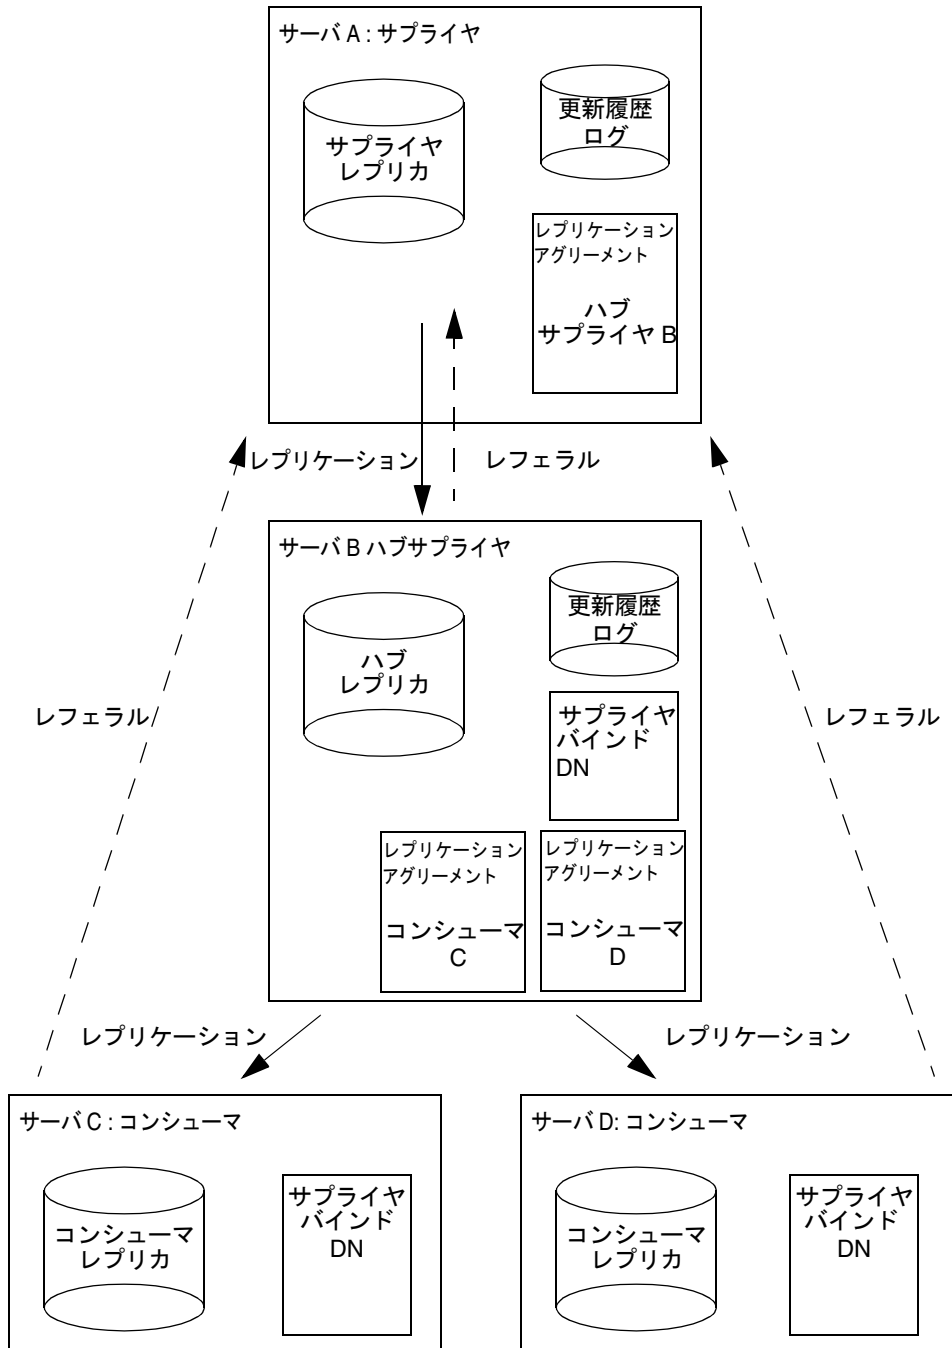 サーバ A : サプライヤ
サプライヤ
レプリカ
更新履歴
ログ
レプリケーション
アグリーメント
ハブ
サプライヤ B
レプリケーション
レフェラル
サーバ B ハブサプライヤ
ハブ
レプリカ
更新履歴
ログ
サプライヤ
バインド
DN
レフェラル
レフェラル
レプリケーション
アグリーメント
コンシューマ
C
レプリケーション
アグリーメント
コンシューマ
D
レプリケーション
レプリケーション
サーバ C : コンシューマ
コンシューマ
レプリカ
サプライヤ
バインド
DN
サーバ D: コンシューマ
コンシューマ
レプリカ
サプライヤ
バインド
DN